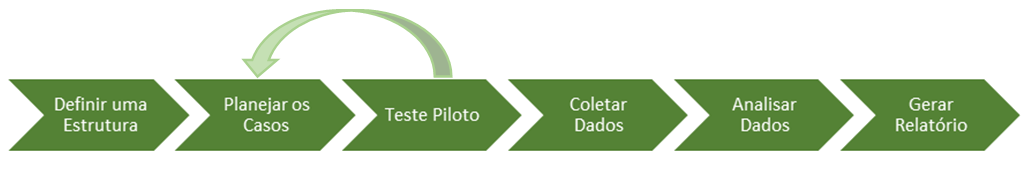 Definir uma
Estrutura
Planejar os
Casos
Teste Piloto
Coletar
Dados
Analisar
Dados
Gerar
Relatório